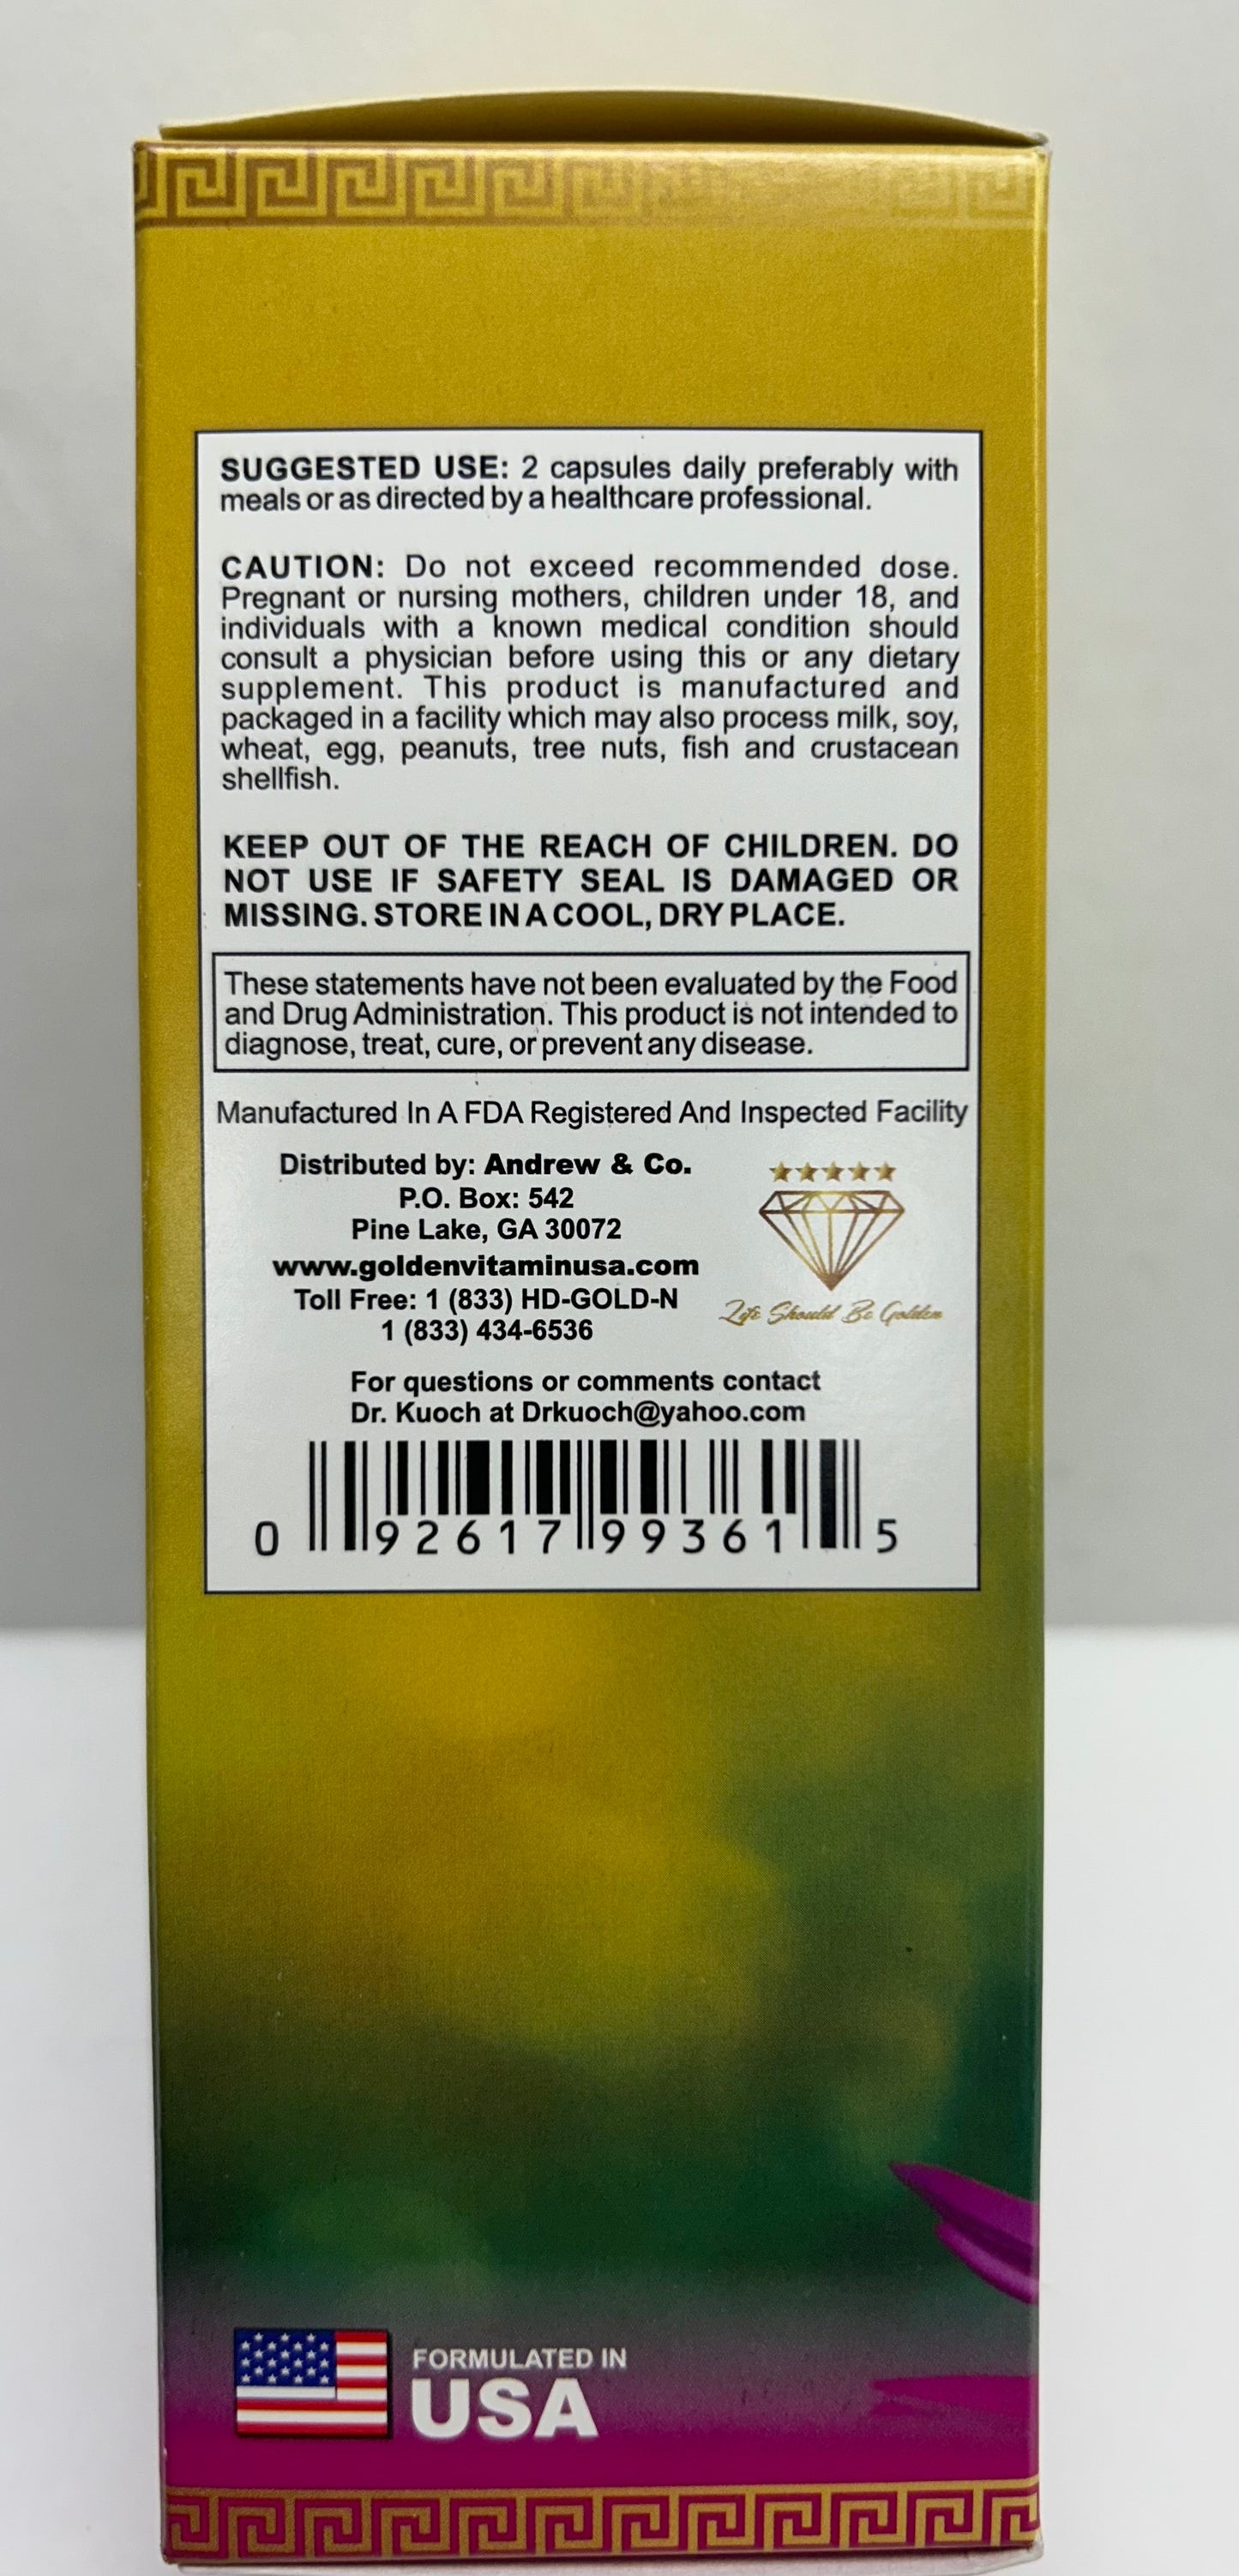 SUGGESTED USE: 2 capsules daily preferably with
meals or as directed by a healthcare professional.
CAUTION: Do not exceed recommended dose.
Pregnant or nursing mothers, children under 18, and
individuals with a known medical condition should
consult a physician before using this or any dietary
supplement. This product is manufactured and
packaged in a facility which may also process milk, soy,
wheat, egg, peanuts, tree nuts, fish and crustacean
shellfish.
KEEP OUT OF THE REACH OF CHILDREN. DO
NOT USE IF SAFETY SEAL IS DAMAGED OR
MISSING. STORE IN A COOL, DRY PLACE.
These statements have not been evaluated by the Food
and Drug Administration. This product is not intended to
diagnose, treat, cure, or prevent any disease.
Manufactured In A FDA Registered And Inspected Facility
Distributed by: Andrew & Co.
P.O. Box: 542
Pine Lake, GA 30072
www.goldenvitaminusa.com
Toll Free: 1 (833) HD-GOLD-N
1 (833) 434-6536
Life Should Be Golden
For questions or comments contact
Dr. Kuoch at Drkuoch@yahoo.com
0 92617 99361 5
FORMULATED IN
USA